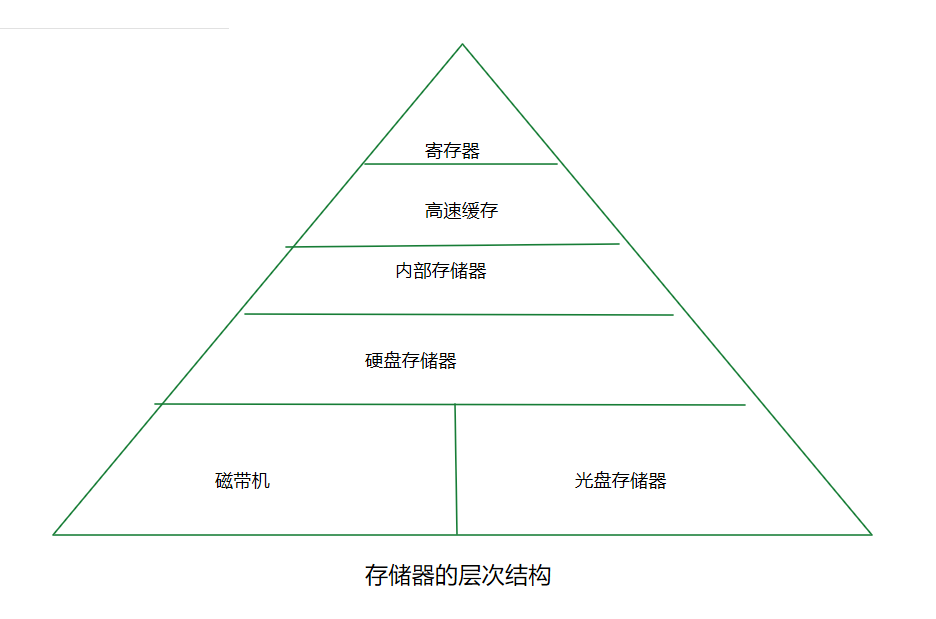 寄存器
高速缓存
内部存储器
硬盘存储器
磁带机
光盘存储器
存储器的层次结构